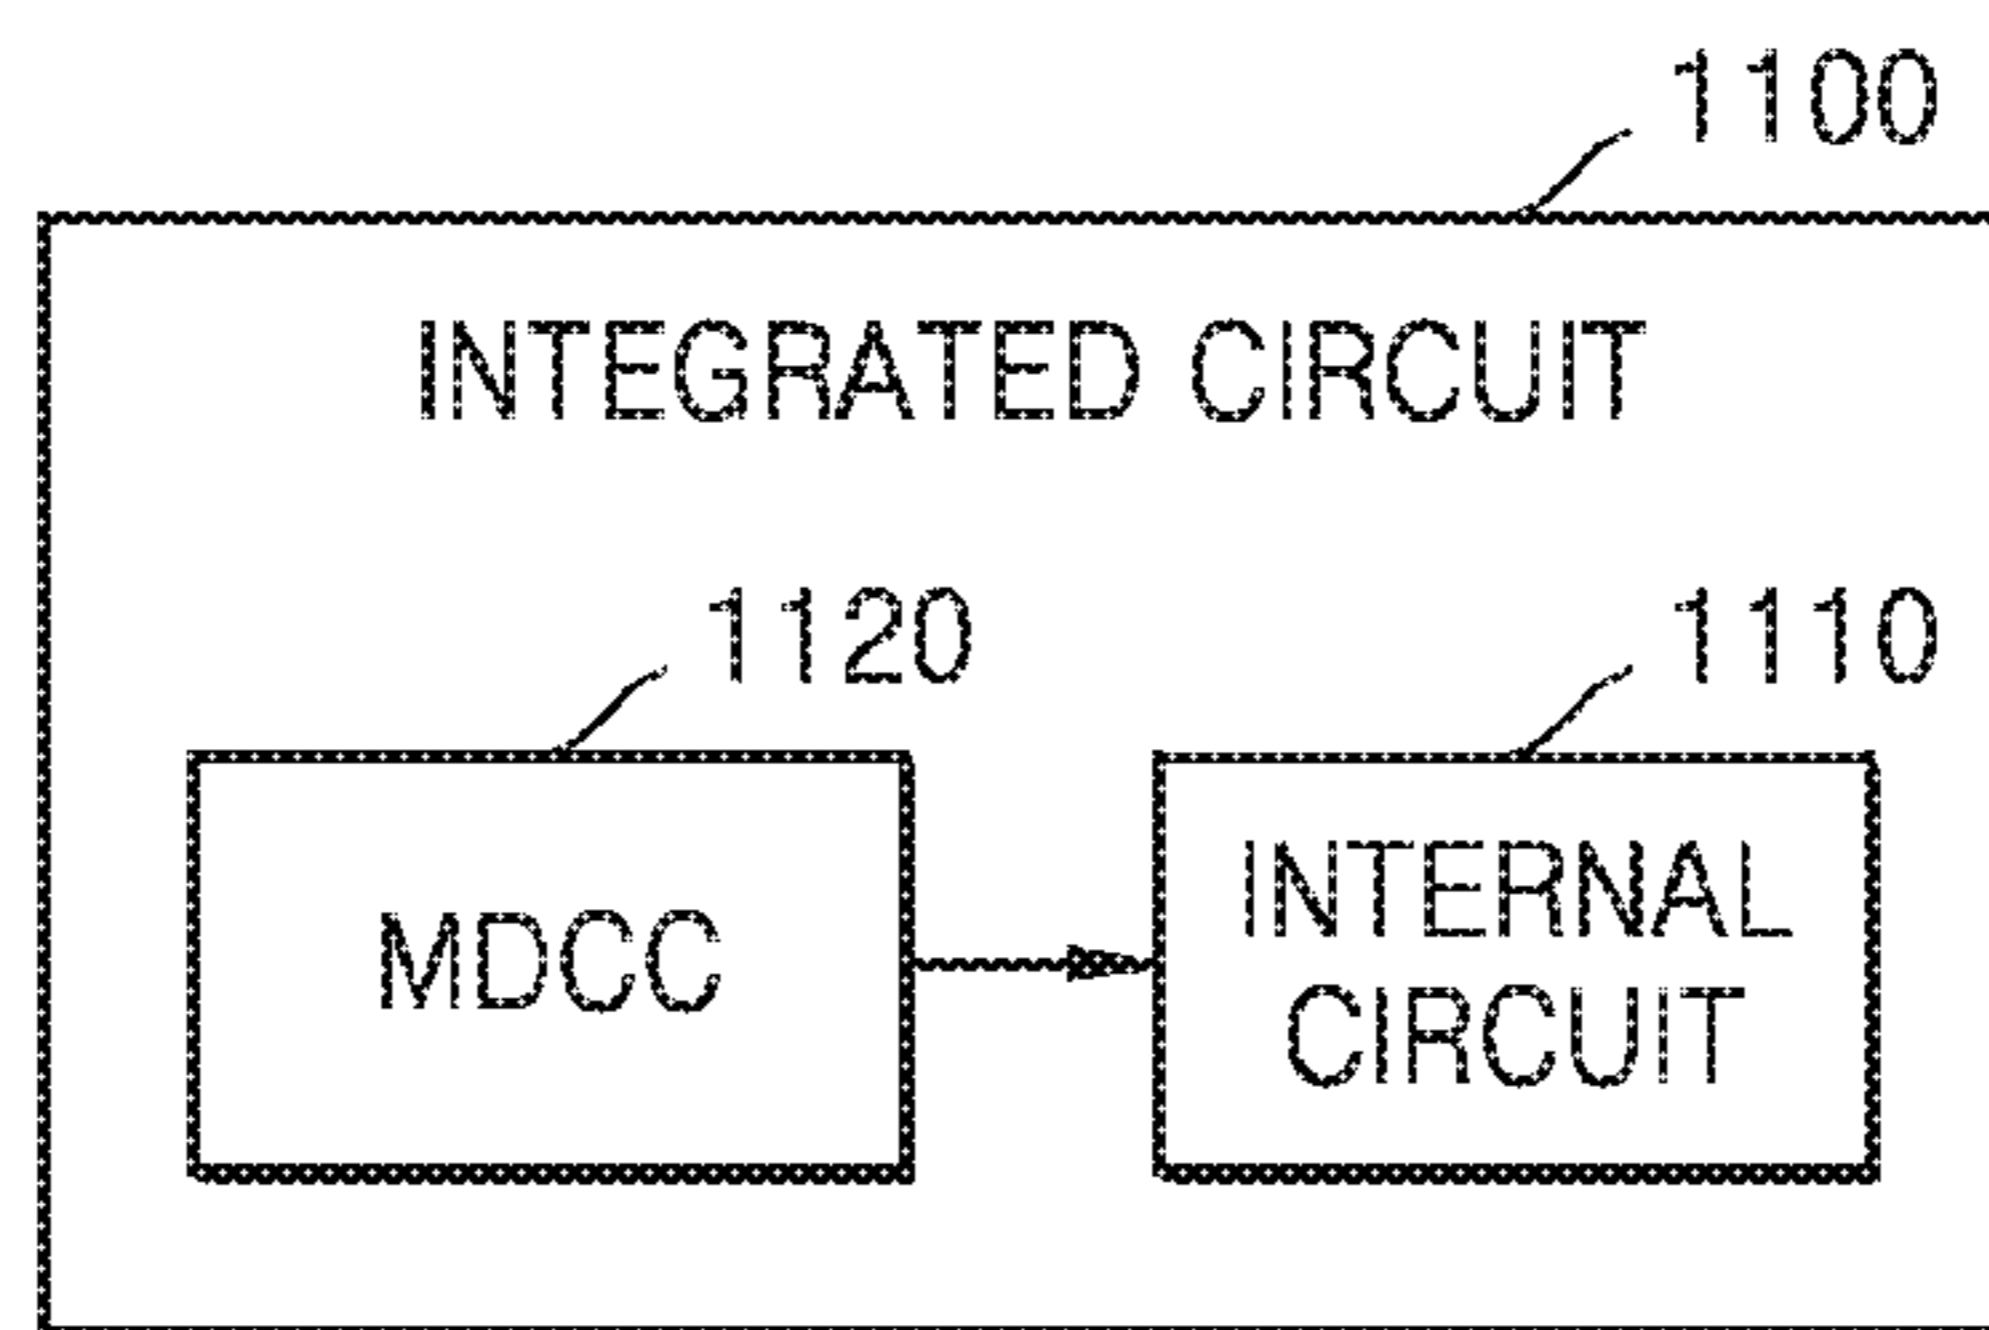 1100
INTEGRATED CIRCUIT
1120
1110
MDCC
INTERNAL
CIRCUIT